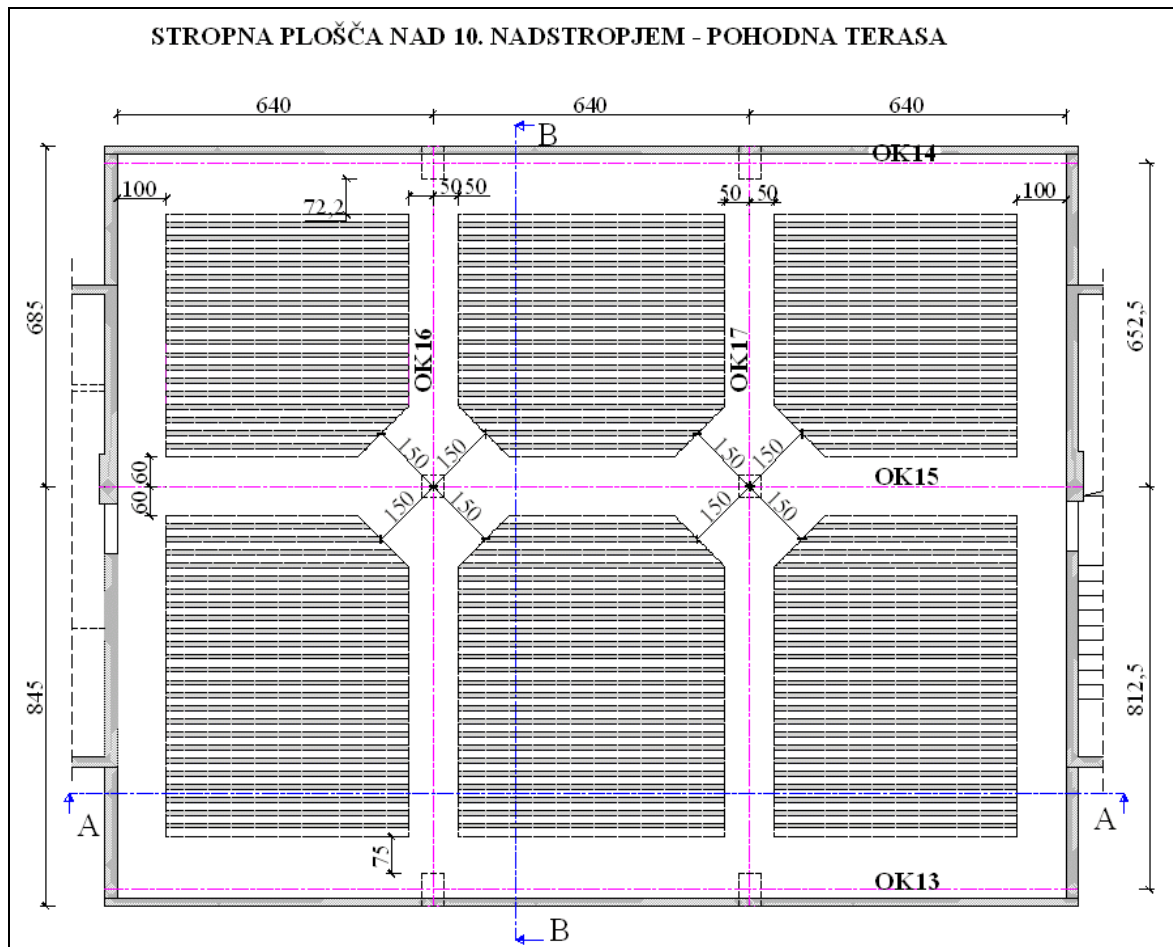 STROPNA PLOŠČA NAD 10. NADSTROPJEM - POHODNA TERASA
640 640 640
B
OK14
100 50 50 50 50 100
72,2
685 OK16 OK17 652,5
150 150 150 150
60
OK15
60
150 150 150 150
845 812,5
A A
75
OK13
B